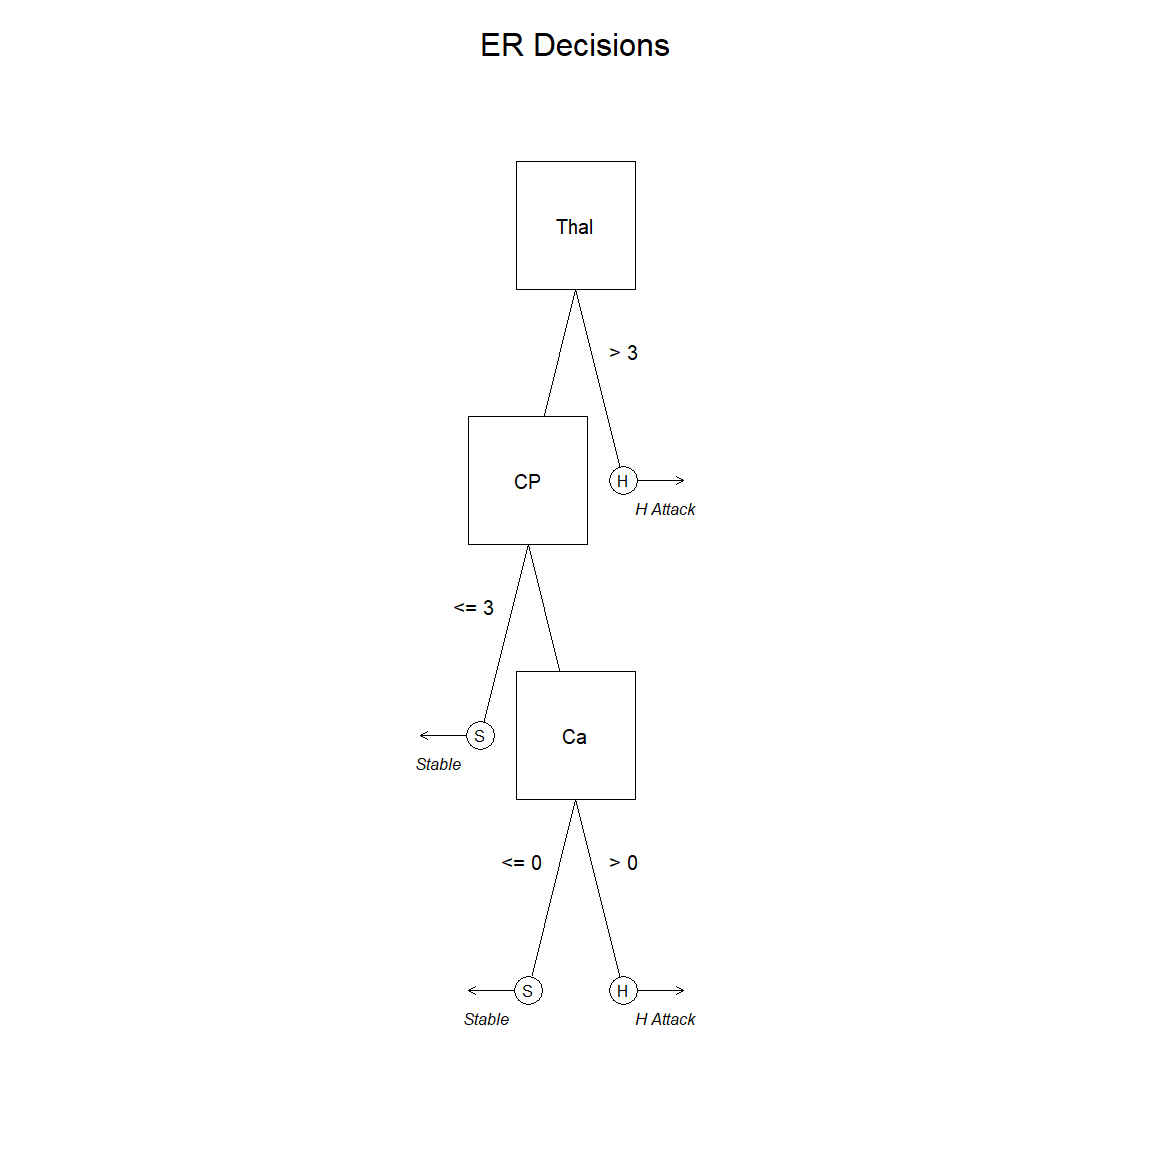 ER Decisions
Thal
> 3
CP
H
H Attack
<= 3
S
Stable
Ca
<= 0
> 0
S
H
Stable
H Attack